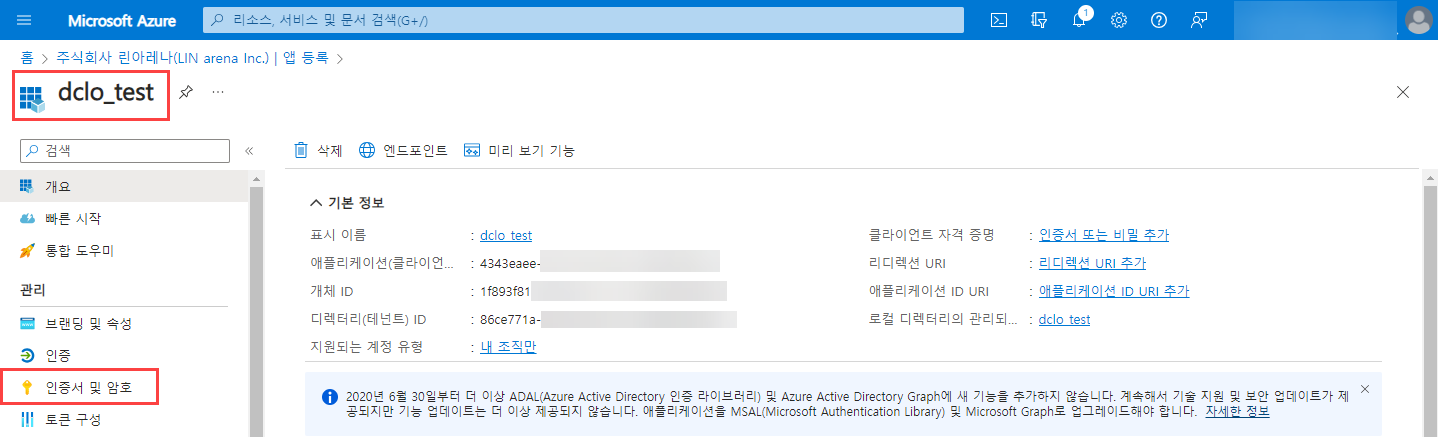 Microsoft Azure
리소스, 서비스 및 문서 검색(G+/)
1
홈 > 주식회사 린아레나(LIN arena Inc.) | 앱 등록 >
dclo_test
...
검색
«
개요
빠른 시작
통합 도우미
관리
브랜딩 및 속성
인증
인증서 및 암호
토큰 구성
삭제
엔드포인트
미리 보기 기능
기본 정보
표시 이름 : dclo_test
애플리케이션(클라이언... : 4343eaee-
개체 ID : 1f893f81
디렉터리(테넌트) ID : 86ce771a-
지원되는 계정 유형 : 내 조직만
클라이언트 자격 증명 : 인증서 또는 비밀 추가
리디렉션 URI : 리디렉션 URI 추가
애플리케이션 ID URI : 애플리케이션 ID URI 추가
로컬 디렉터리의 관리되... : dclo_test
2020년 6월 30일부터 더 이상 ADAL(Azure Active Directory 인증 라이브러리) 및 Azure Active Directory Graph에 새 기능을 추가하지 않습니다. 계속해서 기술 지원 및 보안 업데이트가 제
공되지만 기능 업데이트는 더 이상 제공되지 않습니다. 애플리케이션을 MSAL(Microsoft Authentication Library) 및 Microsoft Graph로 업그레이드해야 합니다. 자세한 정보